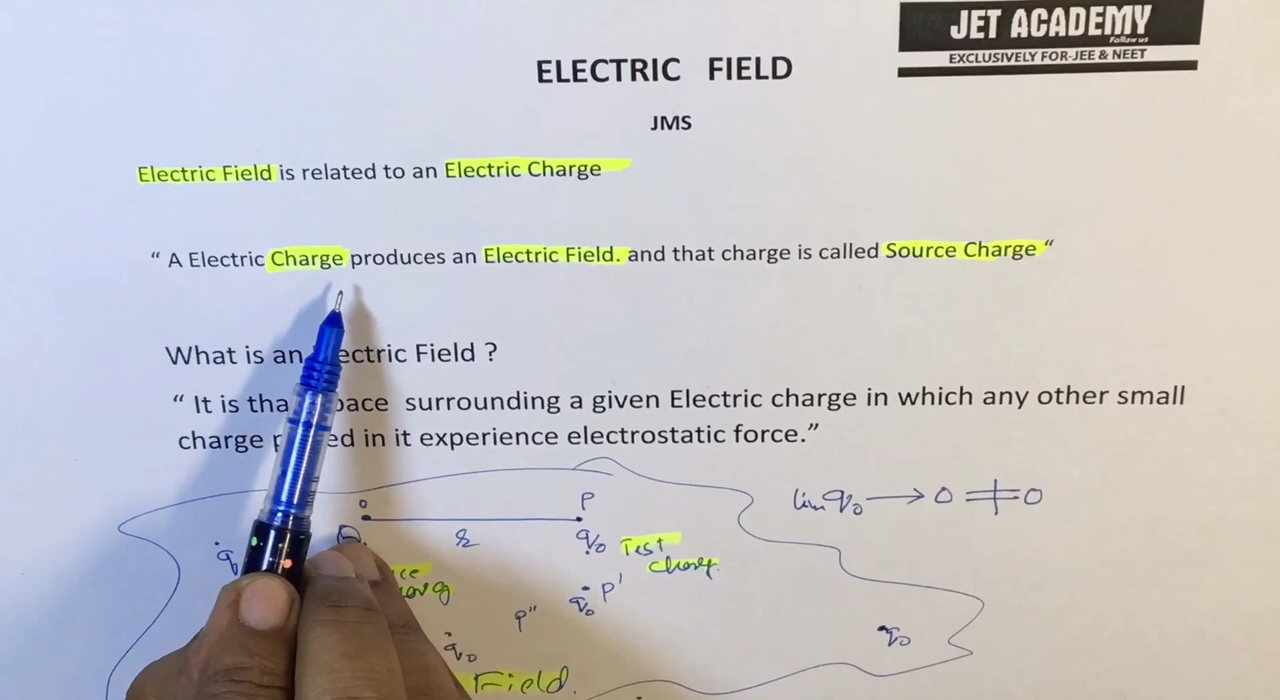 JET ACADEMY
Follow us
EXCLUSIVELY FOR-JEE & NEET
ELECTRIC FIELD
JMS
Electric Field is related to an Electric Charge
“ A Electric Charge produces an Electric Field. and that charge is called Source Charge “
What is an ectric Field ?
“ It is tha pace surrounding a given Electric charge in which any other small
charge p ed in it experience electrostatic force.”
lim q₀ → 0 ≠ 0
o P
Q r q₀ Test
charge
q
ce
P'
q₀
P"
q₀
q₀
Field.